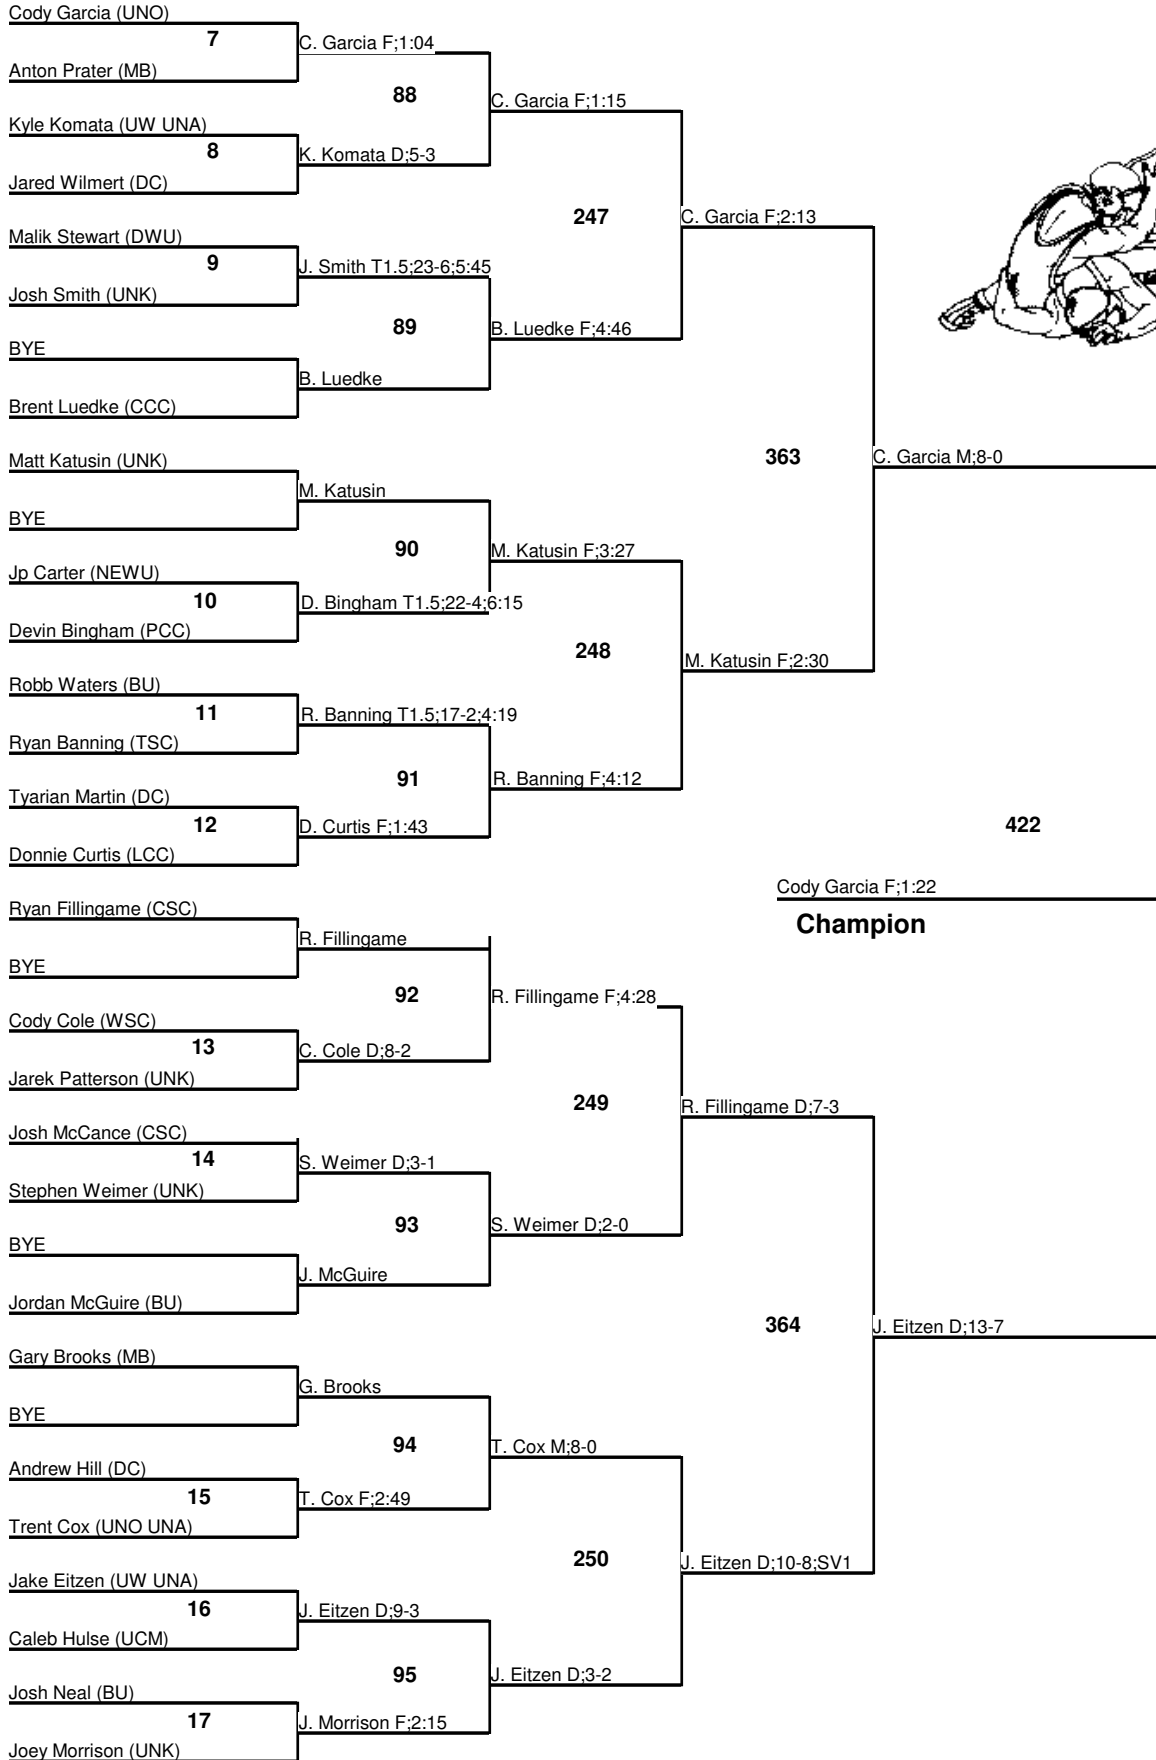 Cody Garcia (UNO)
7
C. Garcia F;1:04
Anton Prater (MB)
88
C. Garcia F;1:15
Kyle Komata (UW UNA)
8
K. Komata D;5-3
Jared Wilmert (DC)
247
C. Garcia F;2:13
Malik Stewart (DWU)
9
J. Smith T1.5;23-6;5:45
Josh Smith (UNK)
89
B. Luedke F;4:46
BYE
B. Luedke
Brent Luedke (CCC)
363
C. Garcia M;8-0
Matt Katusin (UNK)
M. Katusin
BYE
90
M. Katusin F;3:27
Jp Carter (NEWU)
10
D. Bingham T1.5;22-4;6:15
Devin Bingham (PCC)
248
M. Katusin F;2:30
Robb Waters (BU)
11
R. Banning T1.5;17-2;4:19
Ryan Banning (TSC)
91
R. Banning F;4:12
Tyarian Martin (DC)
12
D. Curtis F;1:43
Donnie Curtis (LCC)
422
Cody Garcia F;1:22
Champion
Ryan Fillingame (CSC)
R. Fillingame
BYE
92
R. Fillingame F;4:28
Cody Cole (WSC)
13
C. Cole D;8-2
Jarek Patterson (UNK)
249
R. Fillingame D;7-3
Josh McCance (CSC)
14
S. Weimer D;3-1
Stephen Weimer (UNK)
93
S. Weimer D;2-0
BYE
J. McGuire
Jordan McGuire (BU)
364
J. Eitzen D;13-7
Gary Brooks (MB)
G. Brooks
BYE
94
T. Cox M;8-0
Andrew Hill (DC)
15
T. Cox F;2:49
Trent Cox (UNO UNA)
250
J. Eitzen D;10-8;SV1
Jake Eitzen (UW UNA)
16
J. Eitzen D;9-3
Caleb Hulse (UCM)
95
J. Eitzen D;3-2
Josh Neal (BU)
17
J. Morrison F;2:15
Joey Morrison (UNK)